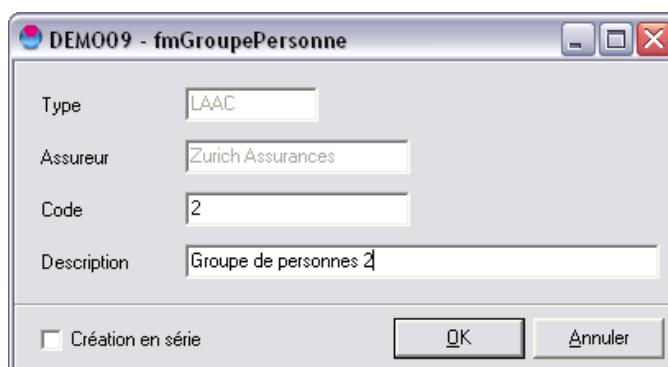 DEMO09 - fmGroupePersonne
Type LAAC
Assureur Zurich Assurances
Code 2
Description Groupe de personnes 2
Création en série OK Annuler